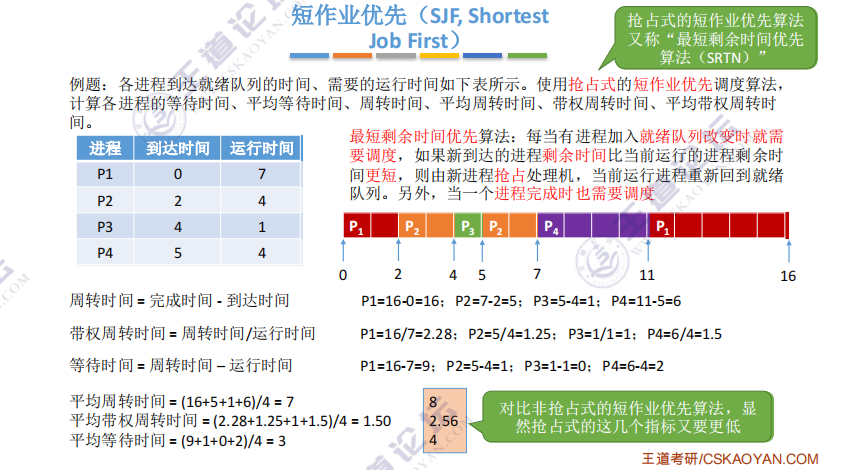 短作业优先（SJF, Shortest
Job First）
抢占式的短作业优先算法
又称“最短剩余时间优先
算法（SRTN）”
例题：各进程到达就绪队列的时间、需要的运行时间如下表所示。使用抢占式的短作业优先调度算法，
计算各进程的等待时间、平均等待时间、周转时间、平均周转时间、带权周转时间、平均带权周转时
间。
进程 到达时间 运行时间
P1 0 7
P2 2 4
P3 4 1
P4 5 4
最短剩余时间优先算法：每当有进程加入就绪队列改变时就需
要调度，如果新到达的进程剩余时间比当前运行的进程剩余时
间更短，则由新进程抢占处理机，当前运行进程重新回到就绪
队列。另外，当一个进程完成时也需要调度
P1 P2 P3 P2 P4 P1
0 2 4 5 7 11 16
周转时间 = 完成时间 - 到达时间 P1=16-0=16；P2=7-2=5；P3=5-4=1；P4=11-5=6
带权周转时间 = 周转时间/运行时间 P1=16/7=2.28；P2=5/4=1.25；P3=1/1=1；P4=6/4=1.5
等待时间 = 周转时间 – 运行时间 P1=16-7=9；P2=5-4=1；P3=1-1=0；P4=6-4=2
平均周转时间 = (16+5+1+6)/4 = 7 8
平均带权周转时间 = (2.28+1.25+1+1.5)/4 = 1.50 2.56
平均等待时间 = (9+1+0+2)/4 = 3 4
对比非抢占式的短作业优先算法，显
然抢占式的这几个指标又要更低
王道考研/CSKAOYAN.COM